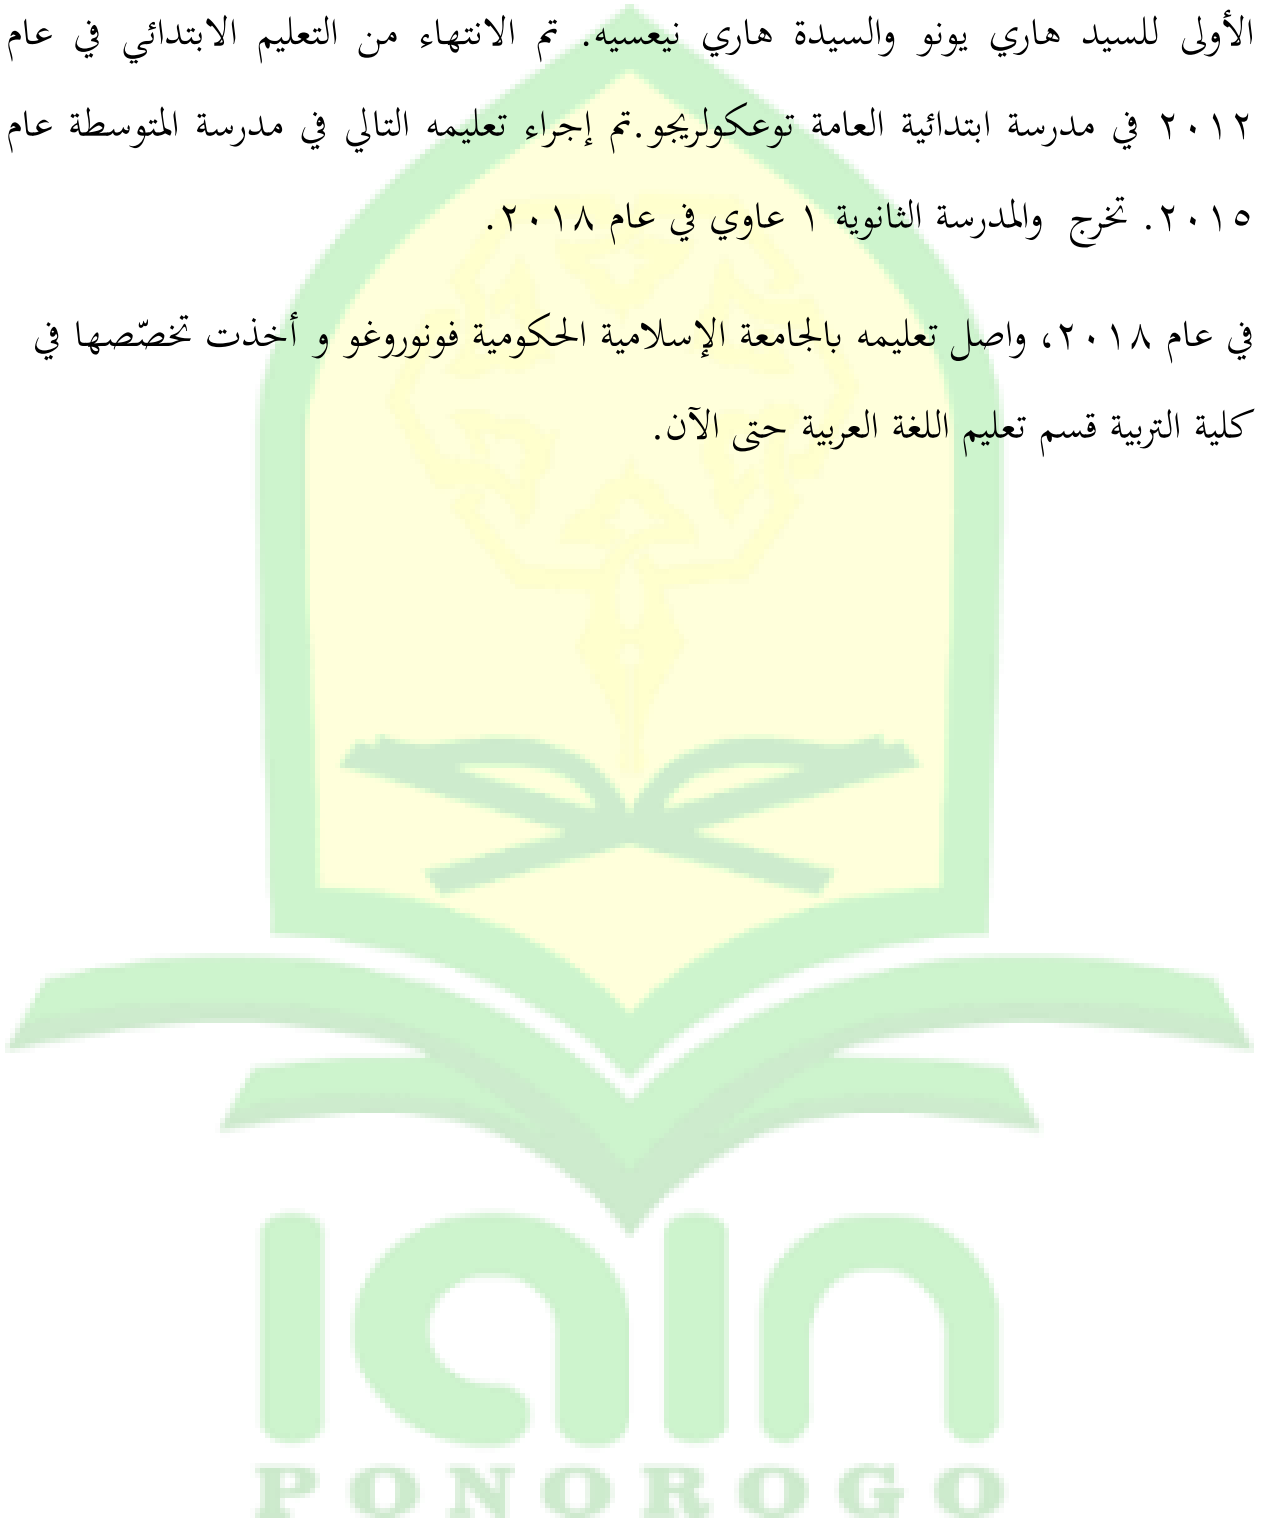 الأولى للسيد هاري يونو والسيدة هاري نيعسيه. تم الانتهاء من التعليم الابتدائي في عام
٢٠١٢ في مدرسة ابتدائية العامة توعكولريجو.تم إجراء تعليمه التالي في مدرسة المتوسطة عام
٢٠١٥. تخرج والمدرسة الثانوية ١ عاوي في عام ٢٠١٨.
في عام ٢٠١٨، واصل تعليمه بالجامعة الإسلامية الحكومية فونوروغو و أخذت تخصّصها في
كلية التربية قسم تعليم اللغة العربية حتى الآن.
iain
PONOROGO